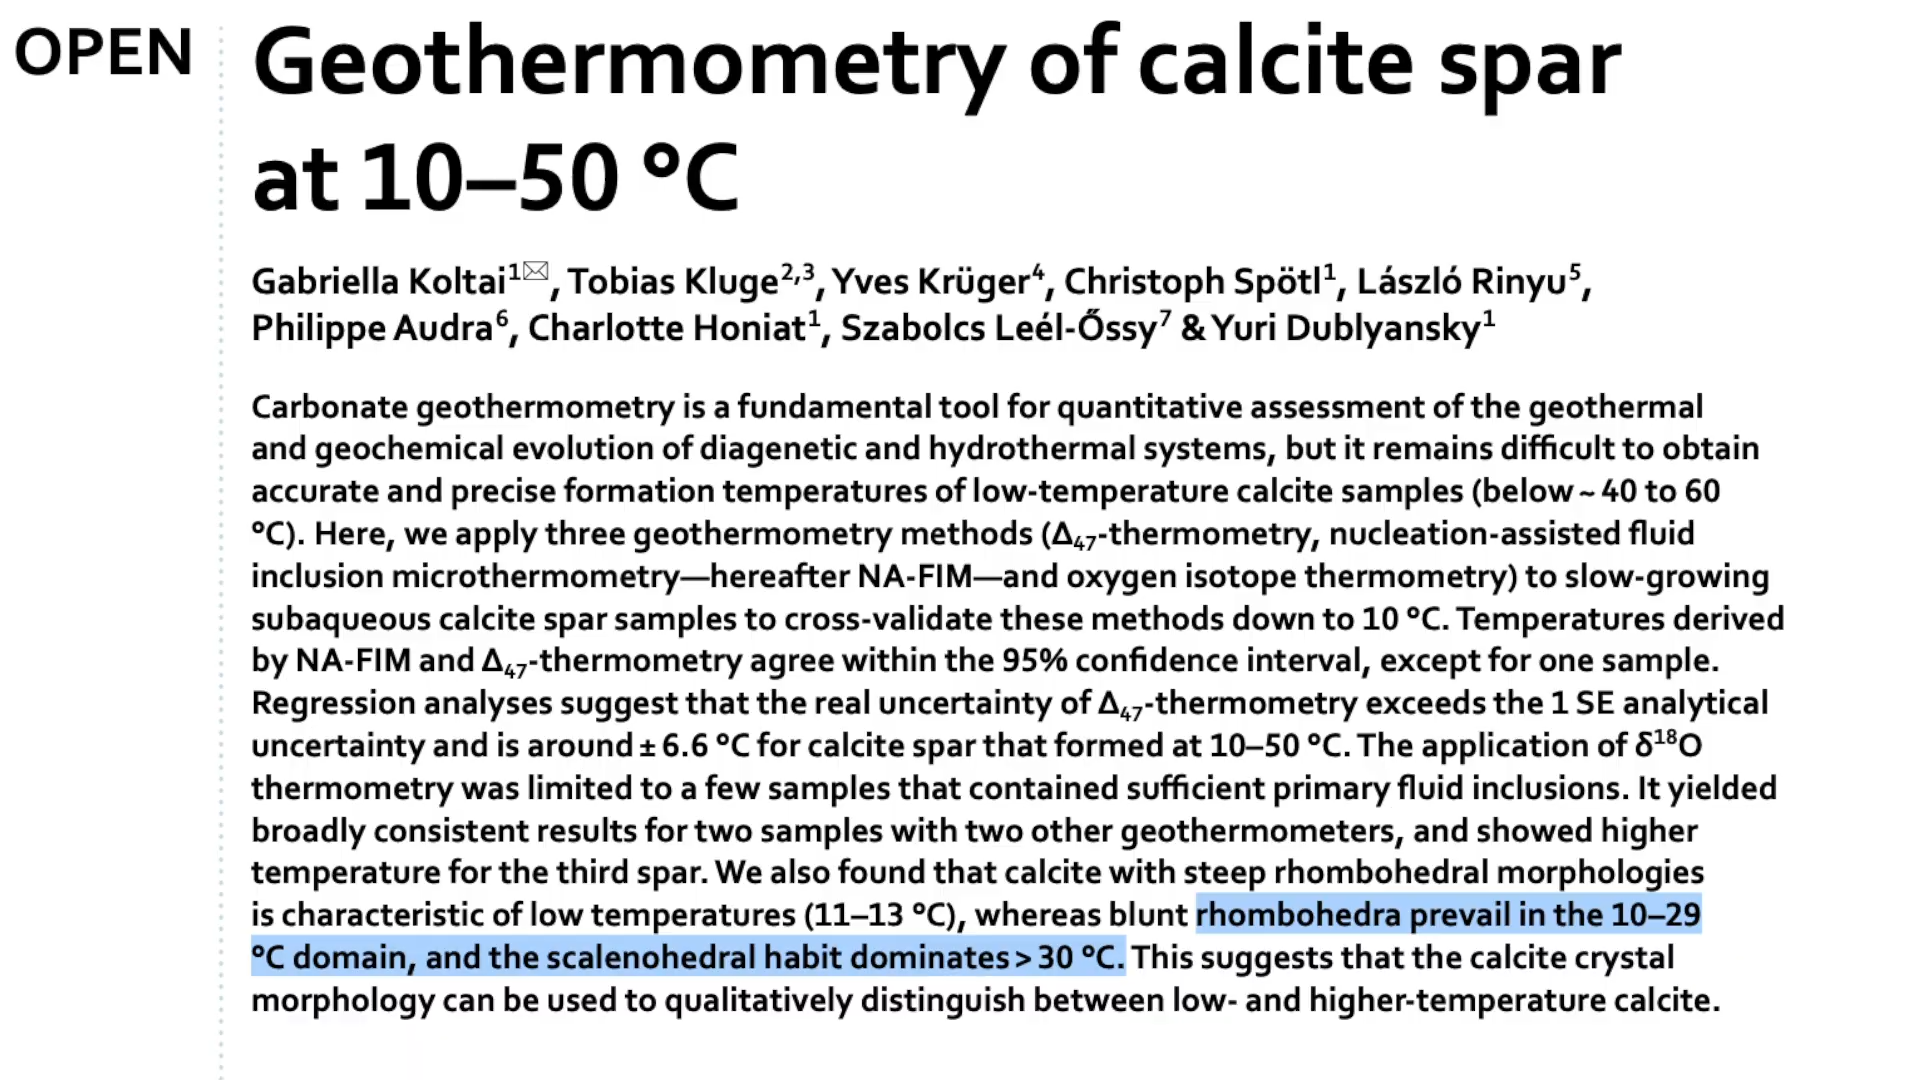 OPEN
Geothermometry of calcite spar
at 10–50 °C
Gabriella Koltai¹✉, Tobias Kluge²,³, Yves Krüger⁴, Christoph Spötl¹, László Rinyu⁵,
Philippe Audra⁶, Charlotte Honiat¹, Szabolcs Leél-Őssy⁷ & Yuri Dublyansky¹
Carbonate geothermometry is a fundamental tool for quantitative assessment of the geothermal
and geochemical evolution of diagenetic and hydrothermal systems, but it remains difficult to obtain
accurate and precise formation temperatures of low-temperature calcite samples (below ~ 40 to 60
°C). Here, we apply three geothermometry methods (Δ₄₇-thermometry, nucleation-assisted fluid
inclusion microthermometry—hereafter NA-FIM—and oxygen isotope thermometry) to slow-growing
subaqueous calcite spar samples to cross-validate these methods down to 10 °C. Temperatures derived
by NA-FIM and Δ₄₇-thermometry agree within the 95% confidence interval, except for one sample.
Regression analyses suggest that the real uncertainty of Δ₄₇-thermometry exceeds the 1 SE analytical
uncertainty and is around ± 6.6 °C for calcite spar that formed at 10–50 °C. The application of δ¹⁸O
thermometry was limited to a few samples that contained sufficient primary fluid inclusions. It yielded
broadly consistent results for two samples with two other geothermometers, and showed higher
temperature for the third spar. We also found that calcite with steep rhombohedral morphologies
is characteristic of low temperatures (11–13 °C), whereas blunt rhombohedra prevail in the 10–29
°C domain, and the scalenohedral habit dominates > 30 °C. This suggests that the calcite crystal
morphology can be used to qualitatively distinguish between low- and higher-temperature calcite.